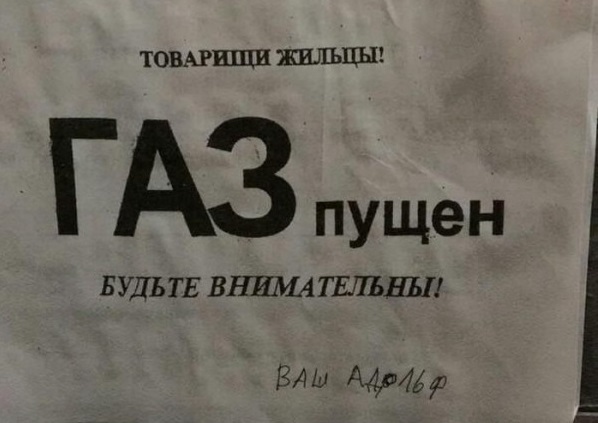 ТОВАРИЩИ ЖИЛЬЦЫ!
ГАЗ пущен
БУДЬТЕ ВНИМАТЕЛЬНЫ!
ВАШ АДОЛЬФ